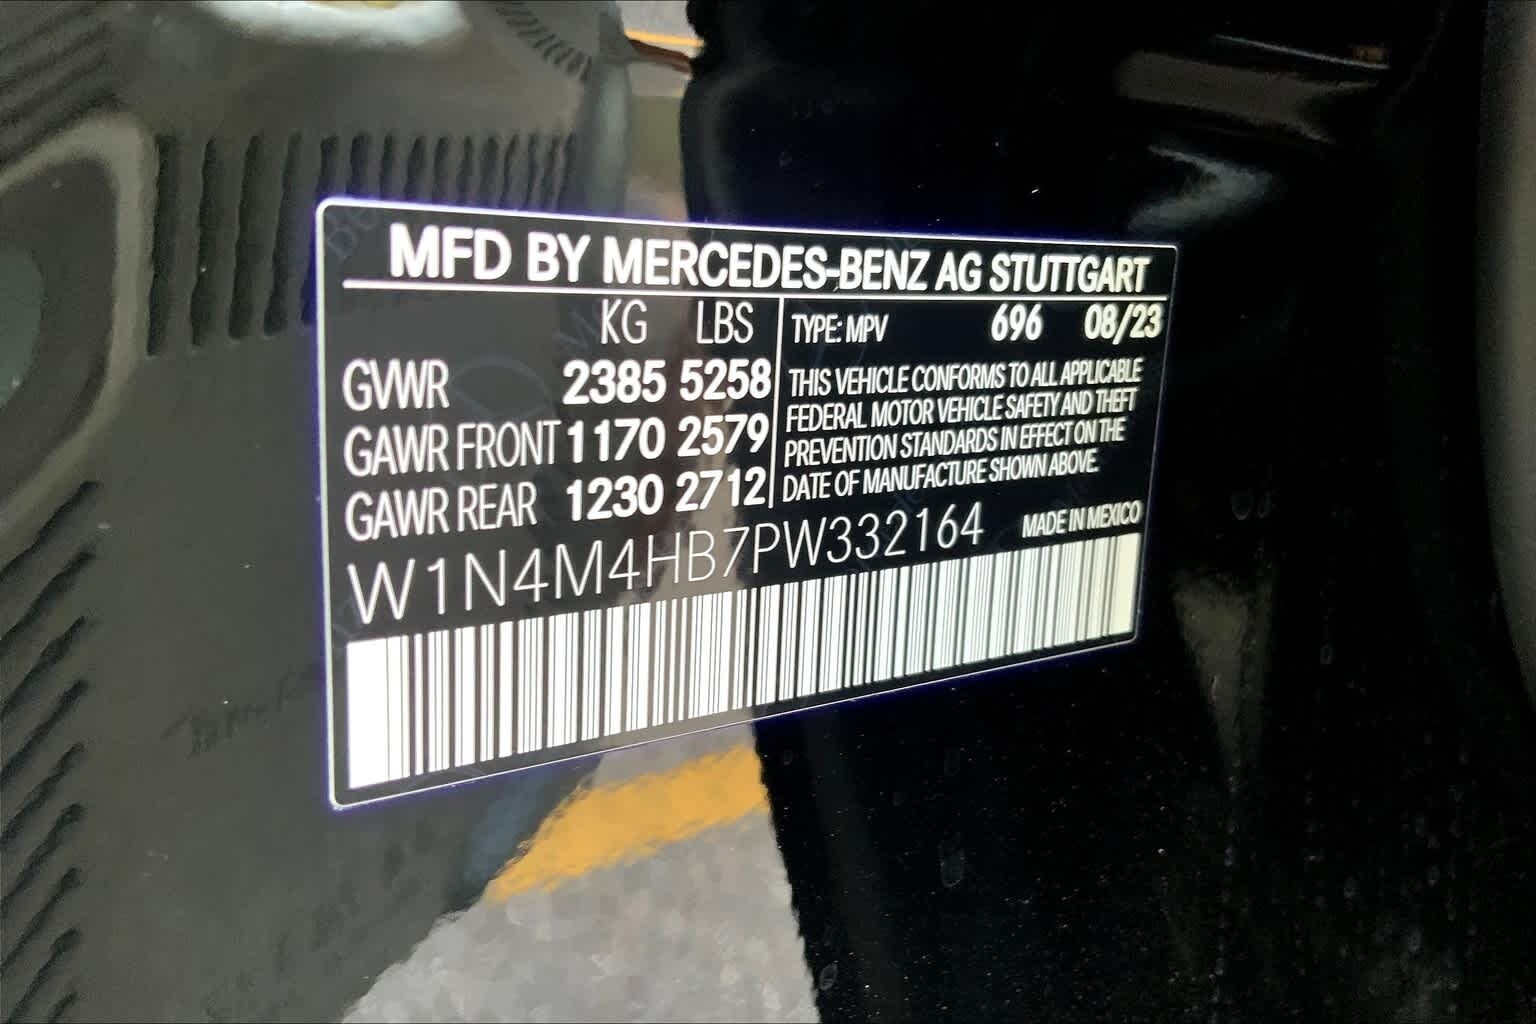 MFD BY MERCEDES-BENZ AG STUTTGART
KG LBS
GVWR 2385 5258
GAWR FRONT 1170 2579
GAWR REAR 1230 2712
TYPE: MPV 696 08/23
THIS VEHICLE CONFORMS TO ALL APPLICABLE
FEDERAL MOTOR VEHICLE SAFETY AND THEFT
PREVENTION STANDARDS IN EFFECT ON THE
DATE OF MANUFACTURE SHOWN ABOVE.
W1N4M4HB7PW332164 MADE IN MEXICO